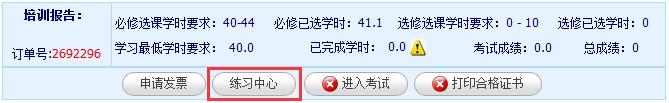 培训报告:
必修选课学时要求: 40-44 必修已选学时: 41.1 选修选课学时要求: 0 - 10 选修已选学时: 0.0
订单号:2692296
学习最低学时要求: 40.0 已完成学时: 0.0 考试成绩: 0.0 总成绩: 0.0
申请发票 练习中心 进入考试 打印合格证书